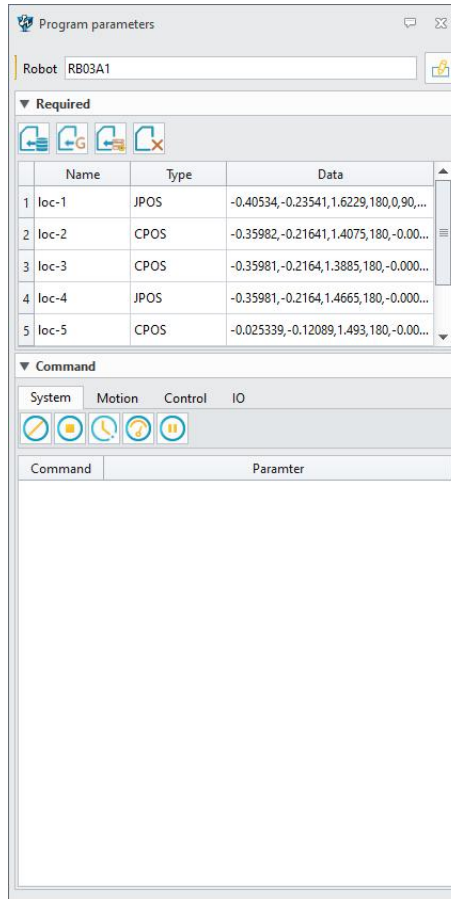 Program parameters
Robot RB03A1
Required
Name Type Data
1 loc-1 JPOS -0.40534,-0.23541,1.6229,180,0,90,...
2 loc-2 CPOS -0.35982,-0.21641,1.4075,180,-0.00...
3 loc-3 CPOS -0.35981,-0.2164,1.3885,180,-0.000...
4 loc-4 JPOS -0.35981,-0.2164,1.4665,180,-0.000...
5 loc-5 CPOS -0.025339,-0.12089,1.493,180,-0.00...
Command
System Motion Control IO
Command Paramter